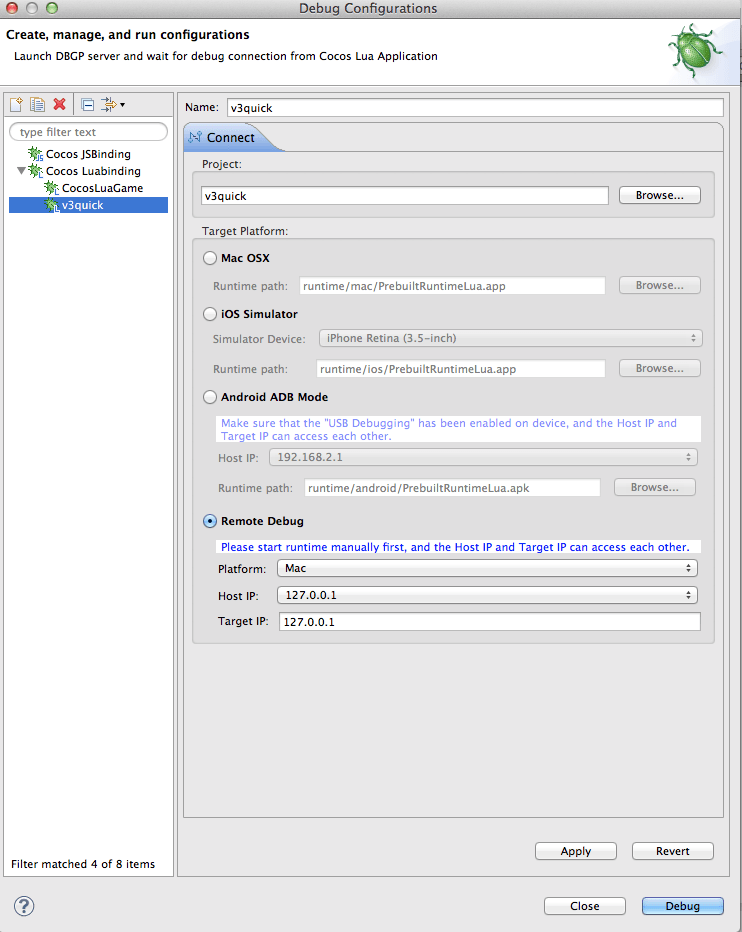 Debug Configurations
Create, manage, and run configurations
Launch DBGP server and wait for debug connection from Cocos Lua Application
type filter text
Cocos JSBinding
Cocos Luabinding
CocosLuaGame
v3quick
Filter matched 4 of 8 items
Name: v3quick
Connect
Project:
v3quick Browse...
Target Platform:
Mac OSX
Runtime path: runtime/mac/PrebuiltRuntimeLua.app Browse...
iOS Simulator
Simulator Device: iPhone Retina (3.5-inch)
Runtime path: runtime/ios/PrebuiltRuntimeLua.app Browse...
Android ADB Mode
Make sure that the "USB Debugging" has been enabled on device, and the Host IP and
Target IP can access each other.
Host IP: 192.168.2.1
Runtime path: runtime/android/PrebuiltRuntimeLua.apk Browse...
Remote Debug
Please start runtime manually first, and the Host IP and Target IP can access each other.
Platform: Mac
Host IP: 127.0.0.1
Target IP: 127.0.0.1
Apply Revert
? Close Debug